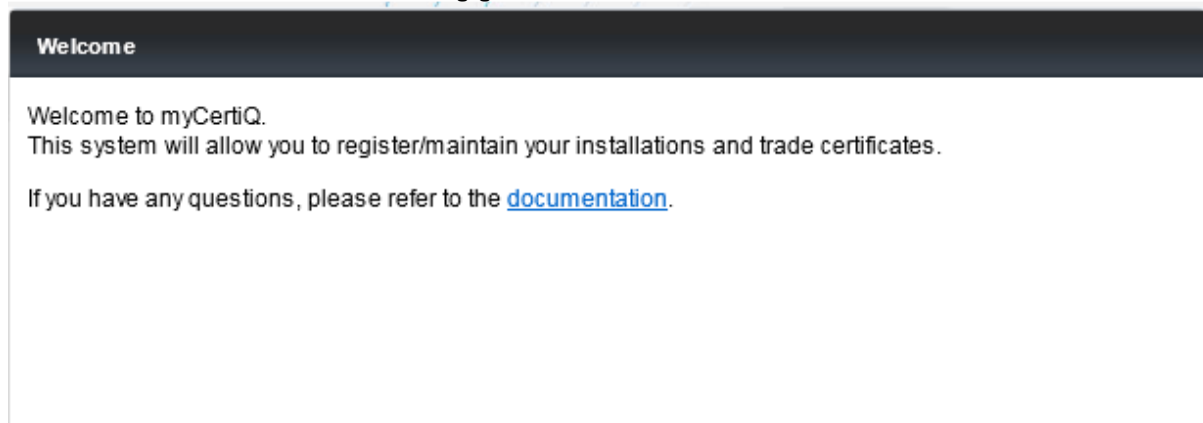 Welcome
Welcome to myCertiQ.
This system will allow you to register/maintain your installations and trade certificates.
If you have any questions, please refer to the documentation.